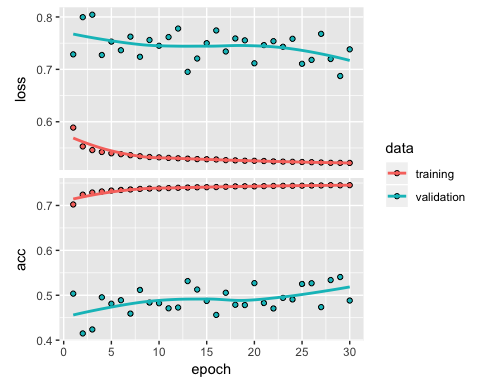 0.8
0.7
0.6
loss
0.7
0.6
0.5
0.4
acc
0 5 10 15 20 25 30
epoch
data
training
validation